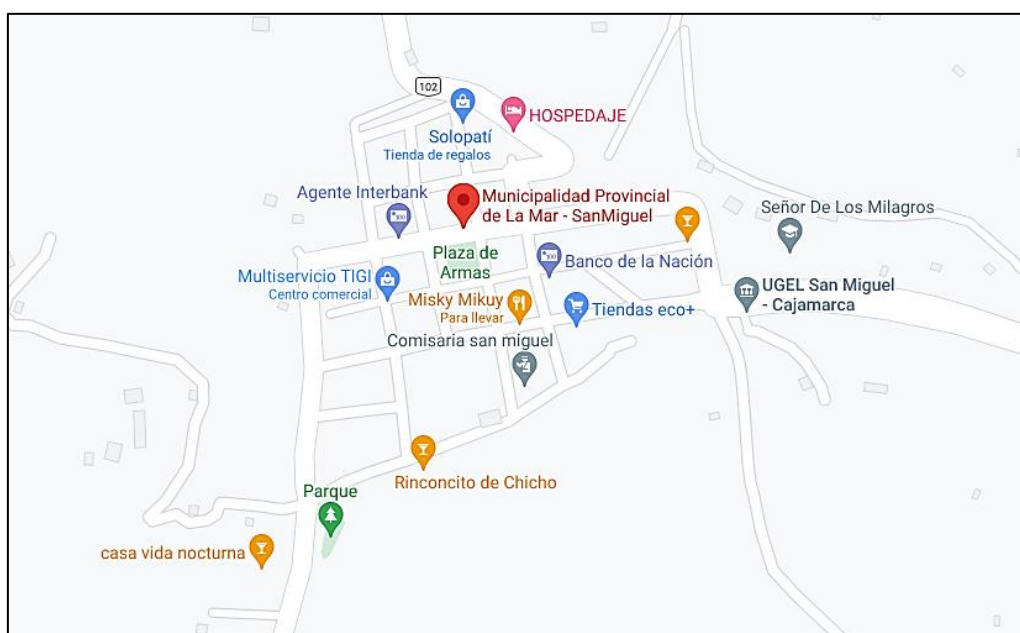 102
Solopatí
Tienda de regalos
HOSPEDAJE
Agente Interbank
Municipalidad Provincial
de La Mar - SanMiguel
Señor De Los Milagros
Plaza de
Armas
Banco de la Nación
Multiservicio TIGI
Centro comercial
UGEL San Miguel
- Cajamarca
Misky Mikuy
Para llevar
Tiendas eco+
Comisaria san miguel
Rinconcito de Chicho
Parque
casa vida nocturna